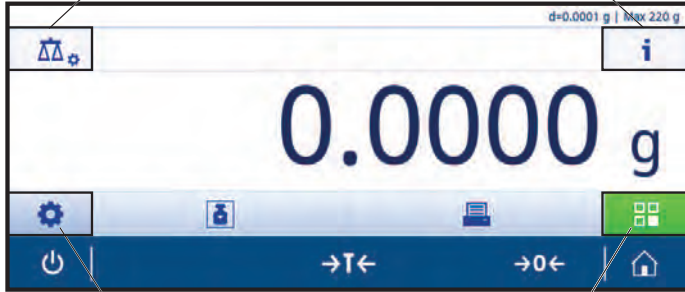 d=0.0001 g | Max 220 g
i
0.0000 g
→T← →0←